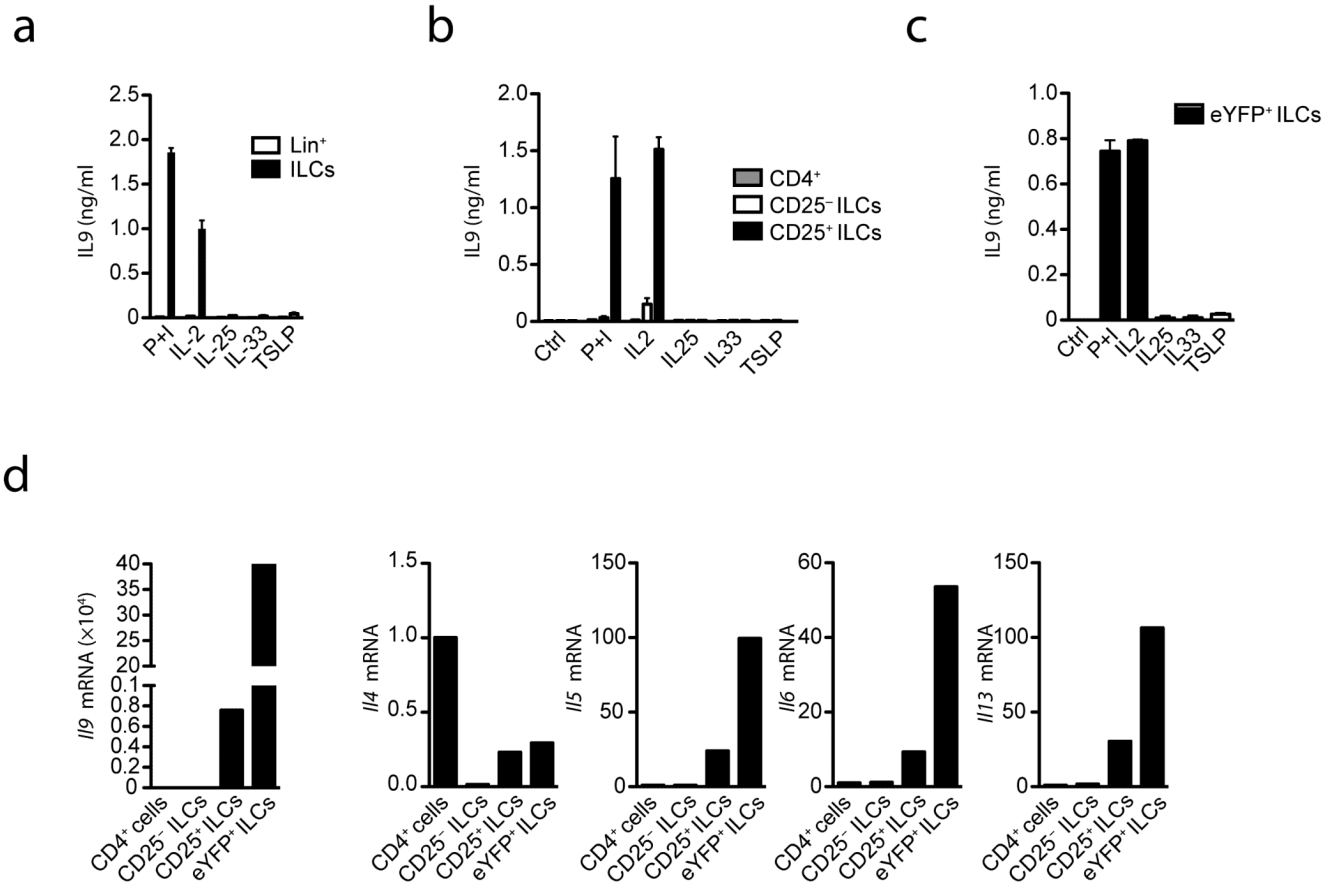 a
b
c
IL9 (ng/ml)
2.5
2.0
1.5
1.0
0.5
0
Lin⁺
ILCs
P+I
IL-2
IL-25
IL-33
TSLP
IL9 (ng/ml)
2.0
1.5
1.0
0.5
0
CD4⁺
CD25⁻ ILCs
CD25⁺ ILCs
Ctrl
P+I
IL2
IL25
IL33
TSLP
IL9 (ng/ml)
1.0
0.8
0.6
0.4
0.2
0
eYFP⁺ ILCs
Ctrl
P+I
IL2
IL25
IL33
TSLP
d
Il9 mRNA (×10⁴)
40
35
30
25
20
0.1
0.8
0.6
0.4
0.2
0
CD4⁺ cells
CD25⁻ ILCs
CD25⁺ ILCs
eYFP⁺ ILCs
Il4 mRNA
1.5
1.0
0.5
0.0
CD4⁺ cells
CD25⁻ ILCs
CD25⁺ ILCs
eYFP⁺ ILCs
Il5 mRNA
150
100
50
0
CD4⁺ cells
CD25⁻ ILCs
CD25⁺ ILCs
eYFP⁺ ILCs
Il6 mRNA
60
40
20
0
CD4⁺ cells
CD25⁻ ILCs
CD25⁺ ILCs
eYFP⁺ ILCs
Il13 mRNA
150
100
50
0
CD4⁺ cells
CD25⁻ ILCs
CD25⁺ ILCs
eYFP⁺ ILCs